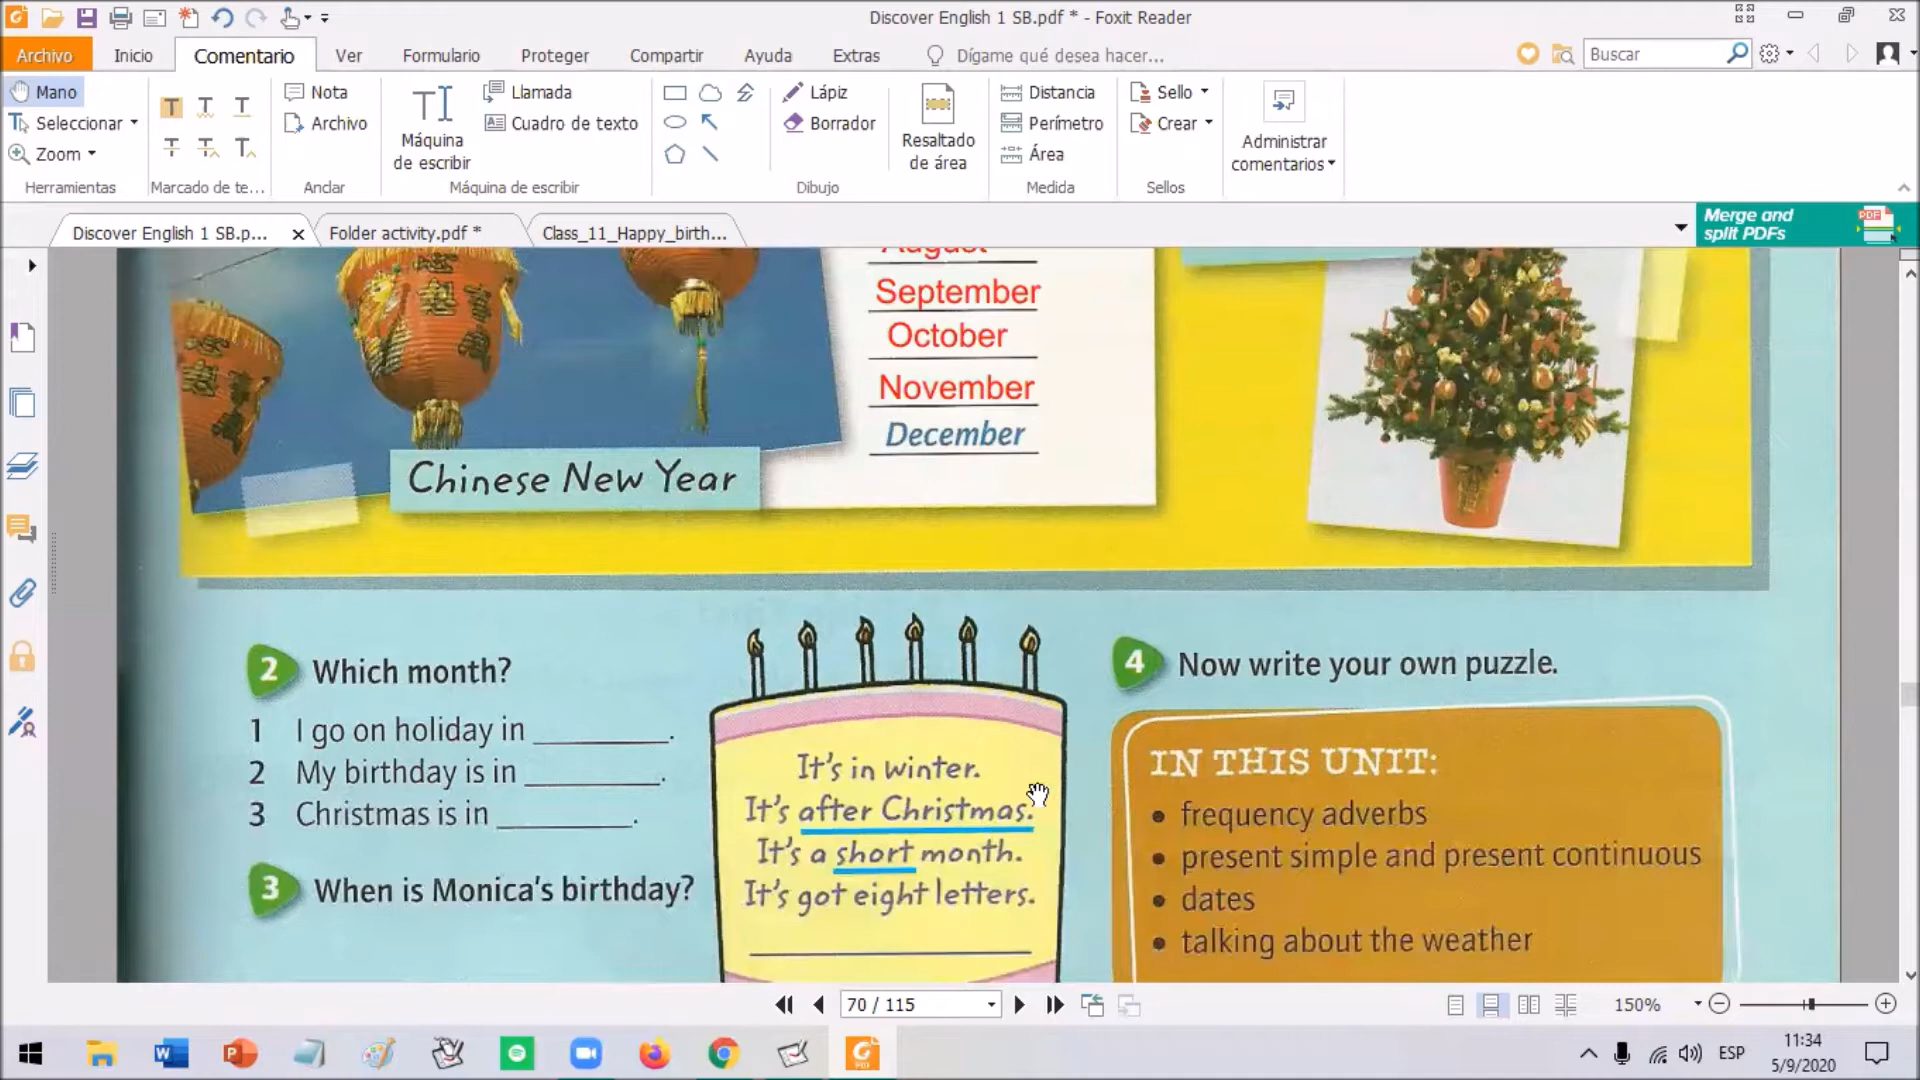 Discover English 1 SB.pdf * - Foxit Reader
Archivo Inicio Comentario Ver Formulario Proteger Compartir Ayuda Extras Dígame qué desea hacer... Buscar
Mano
Seleccionar
Zoom
Herramientas
Marcado de te...
Nota
Archivo
Anclar
Máquina
de escribir
Llamada
Cuadro de texto
Máquina de escribir
Lápiz
Borrador
Dibujo
Resaltado
de área
Distancia
Perímetro
Área
Medida
Sello
Crear
Sellos
Administrar
comentarios
Discover English 1 SB.p...
Folder activity.pdf *
Class_11_Happy_birth...
Merge and
split PDFs
PDF
August
September
October
November
December
Chinese New Year
2 Which month?
1 I go on holiday in ________.
2 My birthday is in ________.
3 Christmas is in ________.
3 When is Monica's birthday?
It's in winter.
It's after Christmas.
It's a short month.
It's got eight letters.
4 Now write your own puzzle.
IN THIS UNIT:
• frequency adverbs
• present simple and present continuous
• dates
• talking about the weather
70 / 115
150%
ESP
11:34
5/9/2020